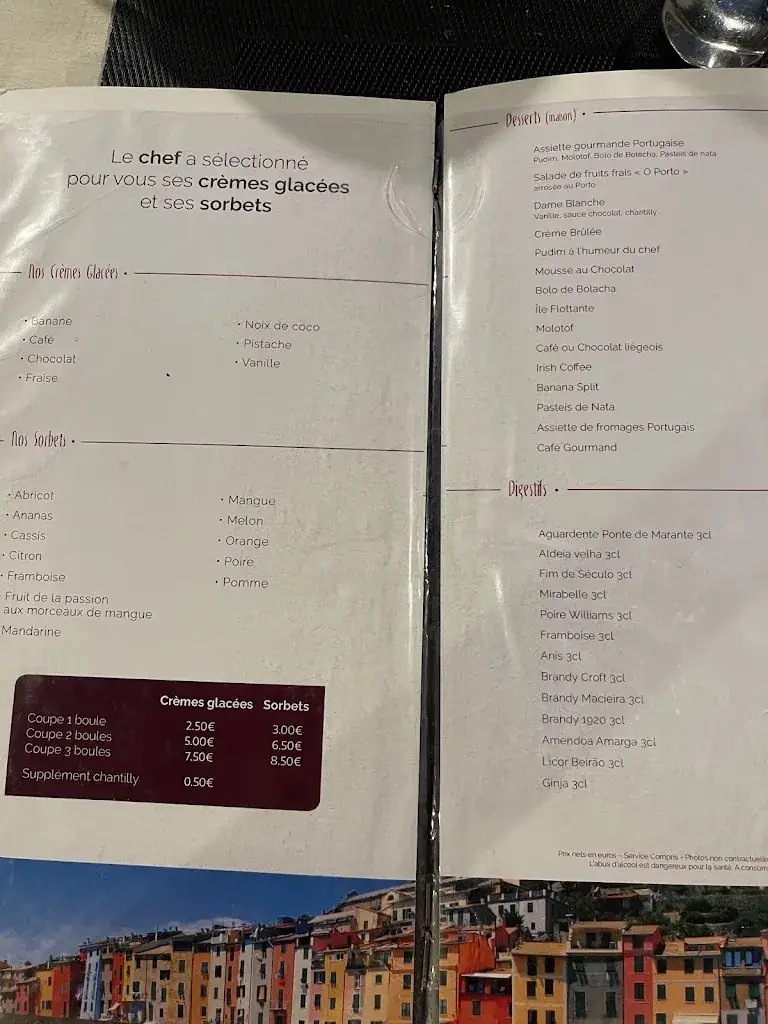 Le chef a sélectionné
pour vous ses crèmes glacées
et ses sorbets
Nos Crèmes Glacées •
• Banane
• Café
• Chocolat
• Fraise
• Noix de coco
• Pistache
• Vanille
Nos Sorbets •
• Abricot
• Ananas
• Cassis
• Citron
• Framboise
Fruit de la passion
aux morceaux de mangue
Mandarine
• Mangue
• Melon
• Orange
• Poire
• Pomme
Crèmes glacées Sorbets
Coupe 1 boule 2.50€ 3.00€
Coupe 2 boules 5.00€ 6.50€
Coupe 3 boules 7.50€ 8.50€
Supplément chantilly 0.50€
Desserts (maison) •
Assiette gourmande Portugaise
Pudim, Molotof, Bolo de Bolacha, Pasteis de nata
Salade de fruits frais « O Porto »
arrosée au Porto
Dame Blanche
Vanille, sauce chocolat, chantilly
Crème Brûlée
Pudim à l'humeur du chef
Mousse au Chocolat
Bolo de Bolacha
Île Flottante
Molotof
Café ou Chocolat liègeois
Irish Coffee
Banana Split
Pasteis de Nata
Assiette de fromages Portugais
Café Gourmand
Digestifs •
Aguardente Ponte de Marante 3cl
Aldeia velha 3cl
Fim de Século 3cl
Mirabelle 3cl
Poire Williams 3cl
Framboise 3cl
Anis 3cl
Brandy Croft 3cl
Brandy Macieira 3cl
Brandy 1920 3cl
Amendoa Amarga 3cl
Licor Beirão 3cl
Ginja 3cl
Prix nets en euros - Service Compris - Photos non contractuelle
L'abus d'alcool est dangereux pour la santé. A consom